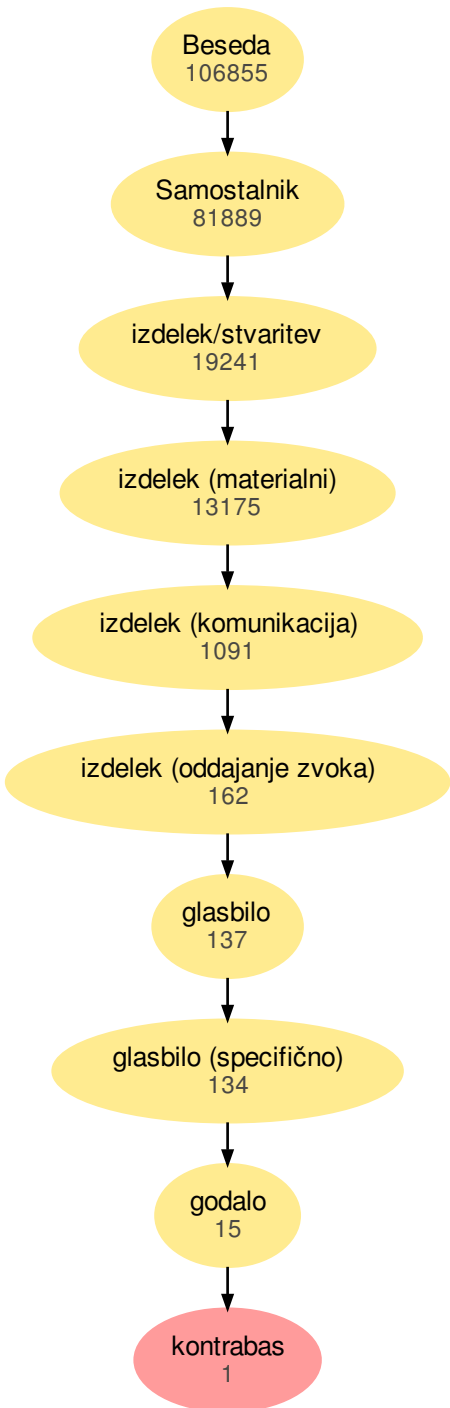 Beseda
106855
Samostalnik
81889
izdelek/stvaritev
19241
izdelek (materialni)
13175
izdelek (komunikacija)
1091
izdelek (oddajanje zvoka)
162
glasbilo
137
glasbilo (specifično)
134
godalo
15
kontrabas
1